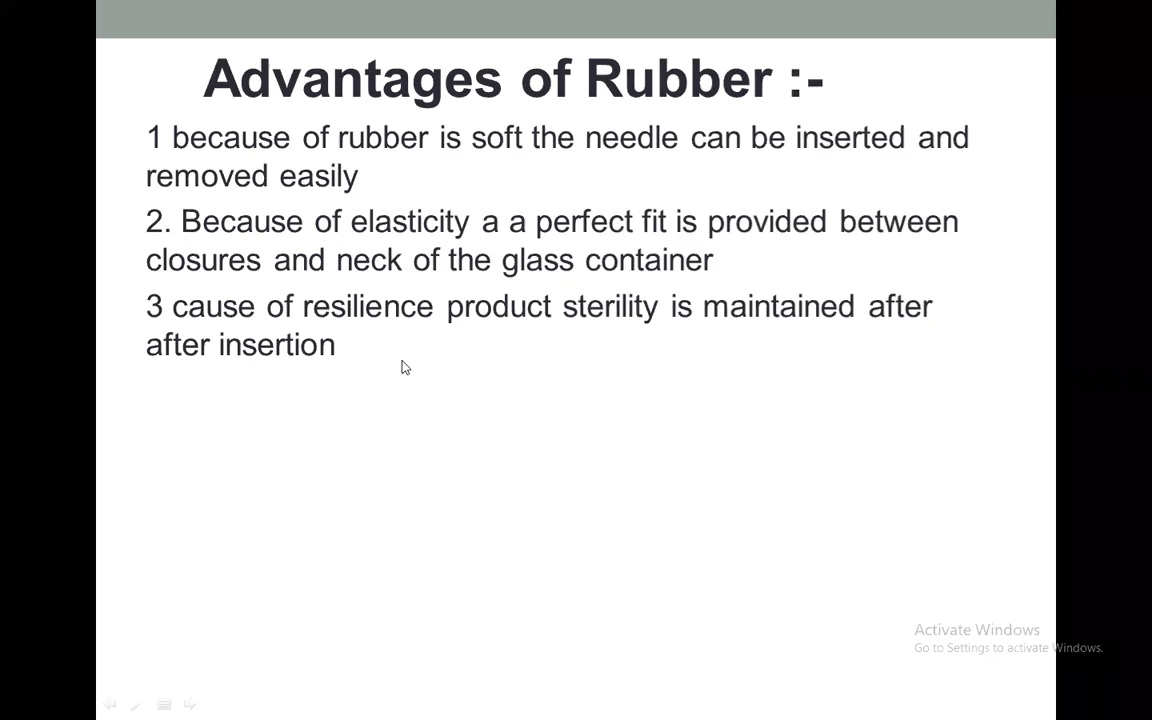 Advantages of Rubber :-
1 because of rubber is soft the needle can be inserted and
removed easily
2. Because of elasticity a a perfect fit is provided between
closures and neck of the glass container
3 cause of resilience product sterility is maintained after
after insertion
Activate Windows
Go to Settings to activate Windows.